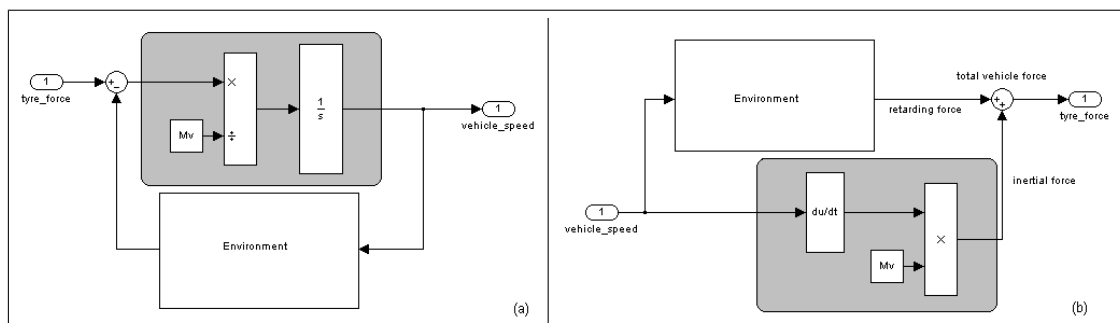 1
tyre_force
+
−
×
Mv
÷
1
s
1
vehicle_speed
Environment
(a)
Environment
total vehicle force
retarding force
+
+
1
tyre_force
inertial force
1
vehicle_speed
du/dt
×
Mv
(b)